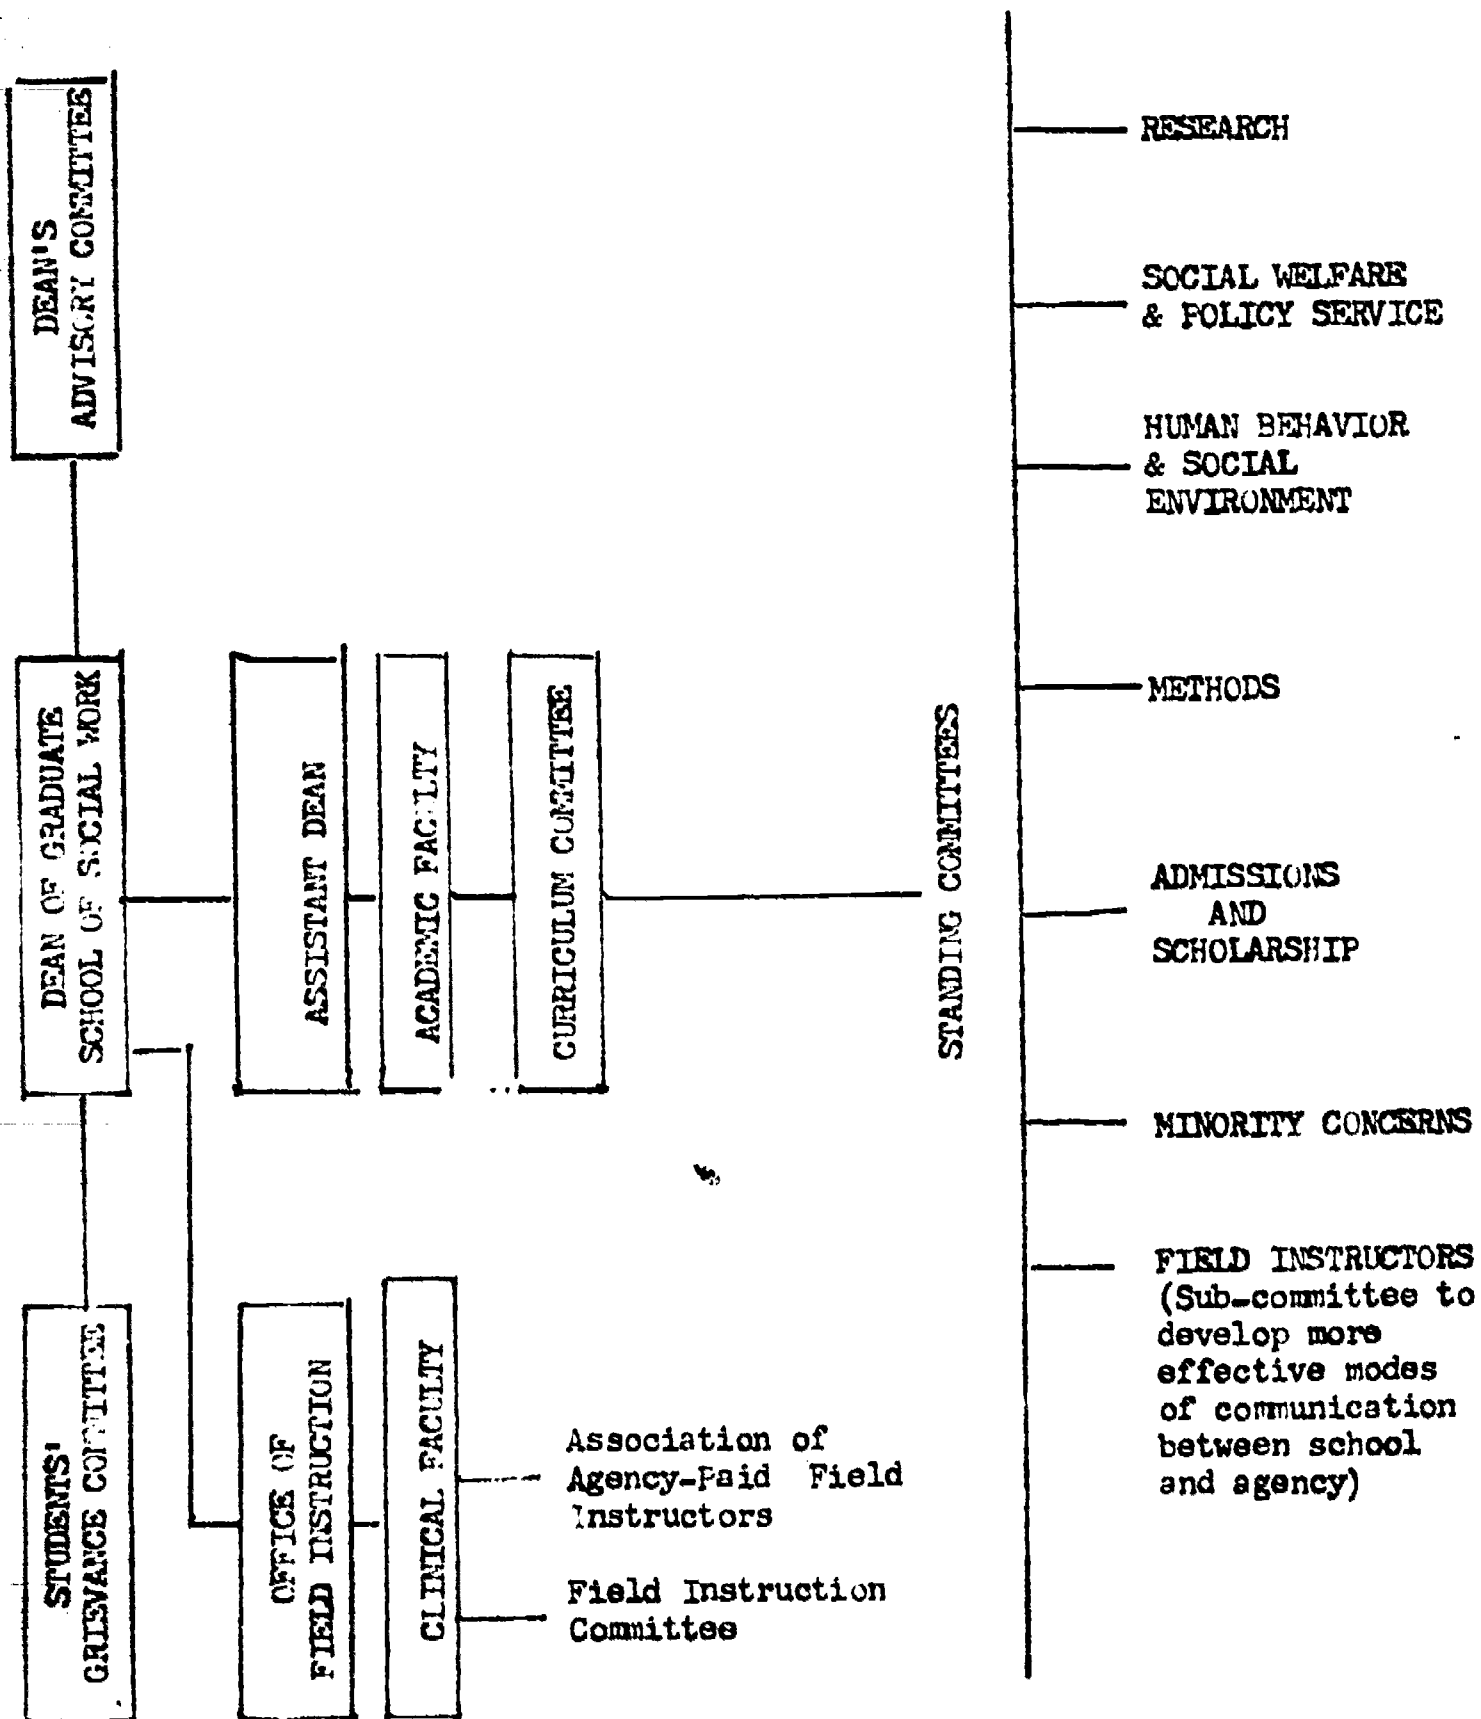 DEAN'S
ADVISORY COMMITTEE
DEAN OF GRADUATE
SCHOOL OF SOCIAL WORK
STUDENTS'
GRIEVANCE COMMITTEE
ASSISTANT DEAN
ACADEMIC FACULTY
CURRICULUM COMMITTEE
OFFICE OF
FIELD INSTRUCTION
CLINICAL FACULTY
Association of
Agency-Paid Field
Instructors
Field Instruction
Committee
STANDING COMMITTEES
RESEARCH
SOCIAL WELFARE
& POLICY SERVICE
HUMAN BEHAVIOR
& SOCIAL
ENVIRONMENT
METHODS
ADMISSIONS
AND
SCHOLARSHIP
MINORITY CONCERNS
FIELD INSTRUCTORS
(Sub-committee to
develop more
effective modes
of communication
between school
and agency)